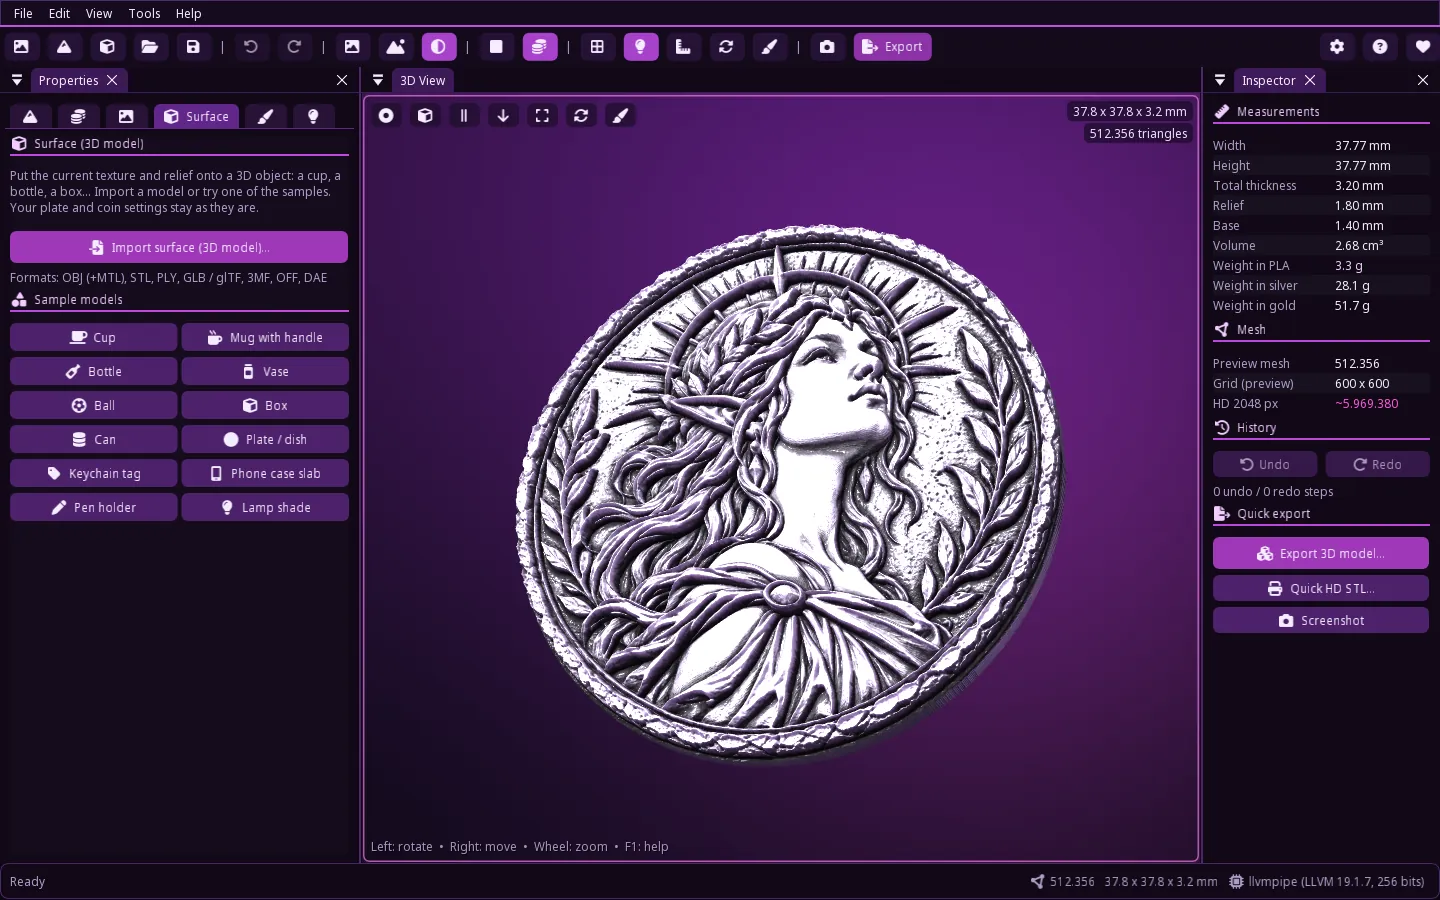 File Edit View Tools Help
Export
Properties
3D View
Inspector
Surface
Surface (3D model)
Put the current texture and relief onto a 3D object: a cup, a
bottle, a box... Import a model or try one of the samples.
Your plate and coin settings stay as they are.
Import surface (3D model)...
Formats: OBJ (+MTL), STL, PLY, GLB / glTF, 3MF, OFF, DAE
Sample models
Cup
Mug with handle
Bottle
Vase
Ball
Box
Can
Plate / dish
Keychain tag
Phone case slab
Pen holder
Lamp shade
37.8 x 37.8 x 3.2 mm
512.356 triangles
Left: rotate • Right: move • Wheel: zoom • F1: help
Measurements
Width 37.77 mm
Height 37.77 mm
Total thickness 3.20 mm
Relief 1.80 mm
Base 1.40 mm
Volume 2.68 cm³
Weight in PLA 3.3 g
Weight in silver 28.1 g
Weight in gold 51.7 g
Mesh
Preview mesh 512.356
Grid (preview) 600 x 600
HD 2048 px ~5.969.380
History
Undo
Redo
0 undo / 0 redo steps
Quick export
Export 3D model...
Quick HD STL...
Screenshot
Ready
512.356 37.8 x 37.8 x 3.2 mm llvmpipe (LLVM 19.1.7, 256 bits)